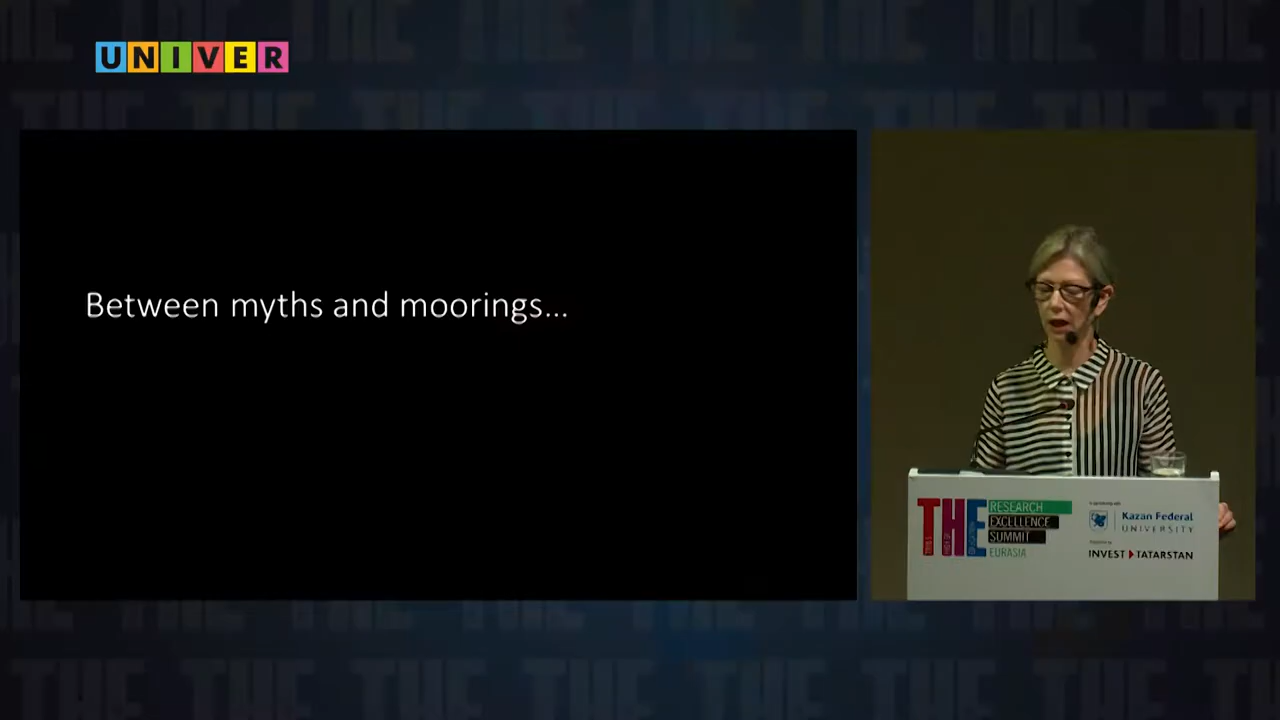 UNIVER
Between myths and moorings...
THE
RESEARCH
EXCELLENCE
SUMMIT
EURASIA
Kazan Federal
UNIVERSITY
INVEST TATARSTAN